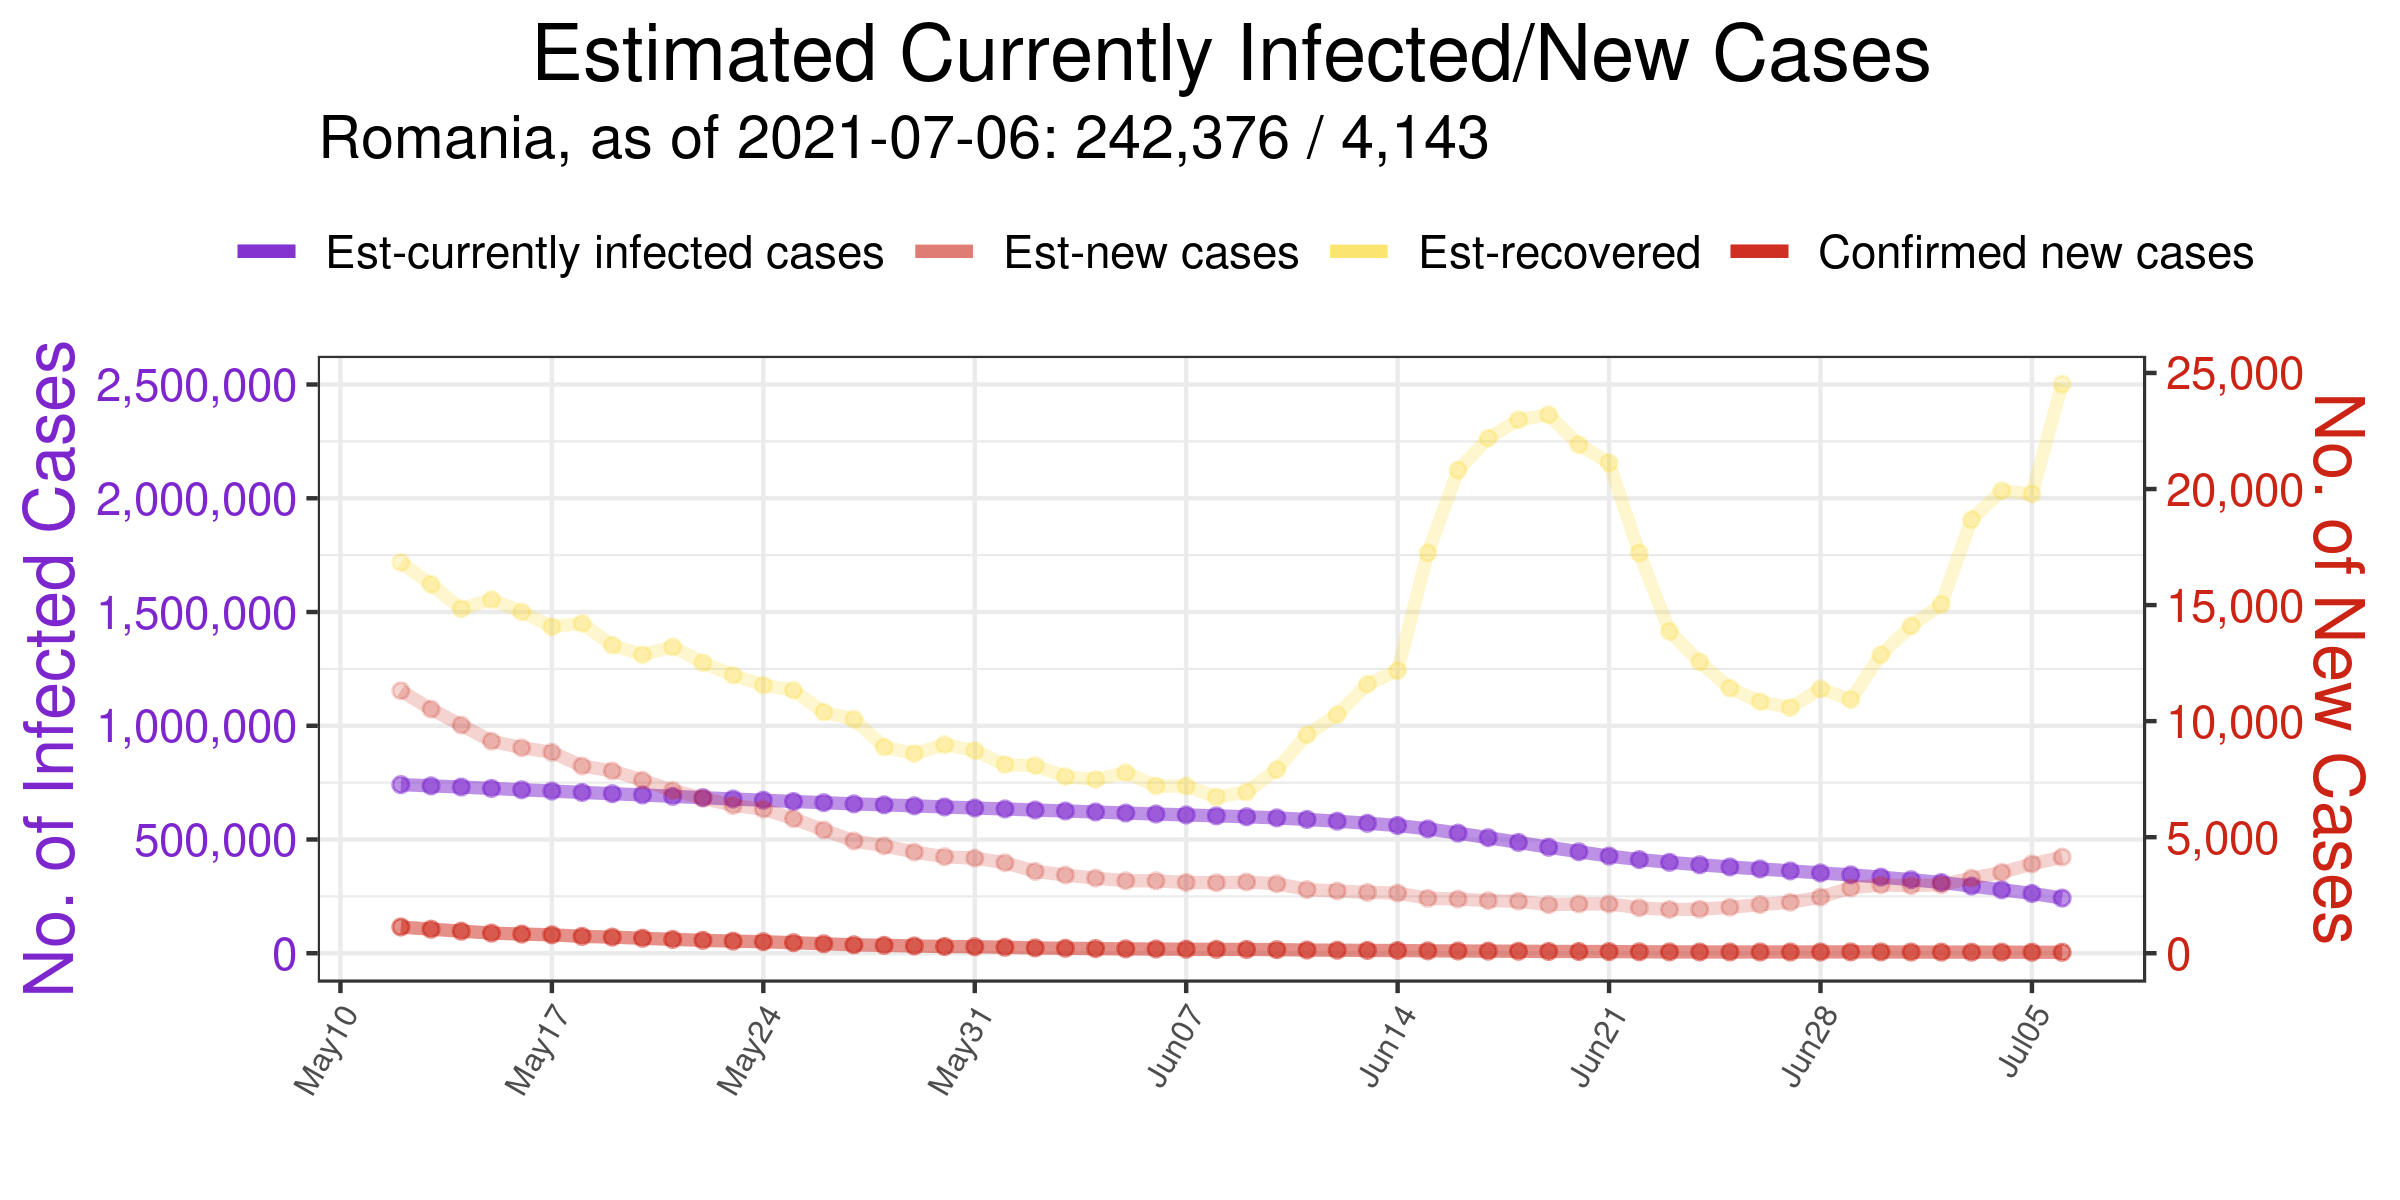 Estimated Currently Infected/New Cases
Romania, as of 2021-07-06: 242,376 / 4,143
Est-currently infected cases Est-new cases Est-recovered Confirmed new cases
No. of Infected Cases
2,500,000
2,000,000
1,500,000
1,000,000
500,000
0
25,000
20,000
15,000
10,000
5,000
0
No. of New Cases
May10 May17 May24 May31 Jun07 Jun14 Jun21 Jun28 Jul05